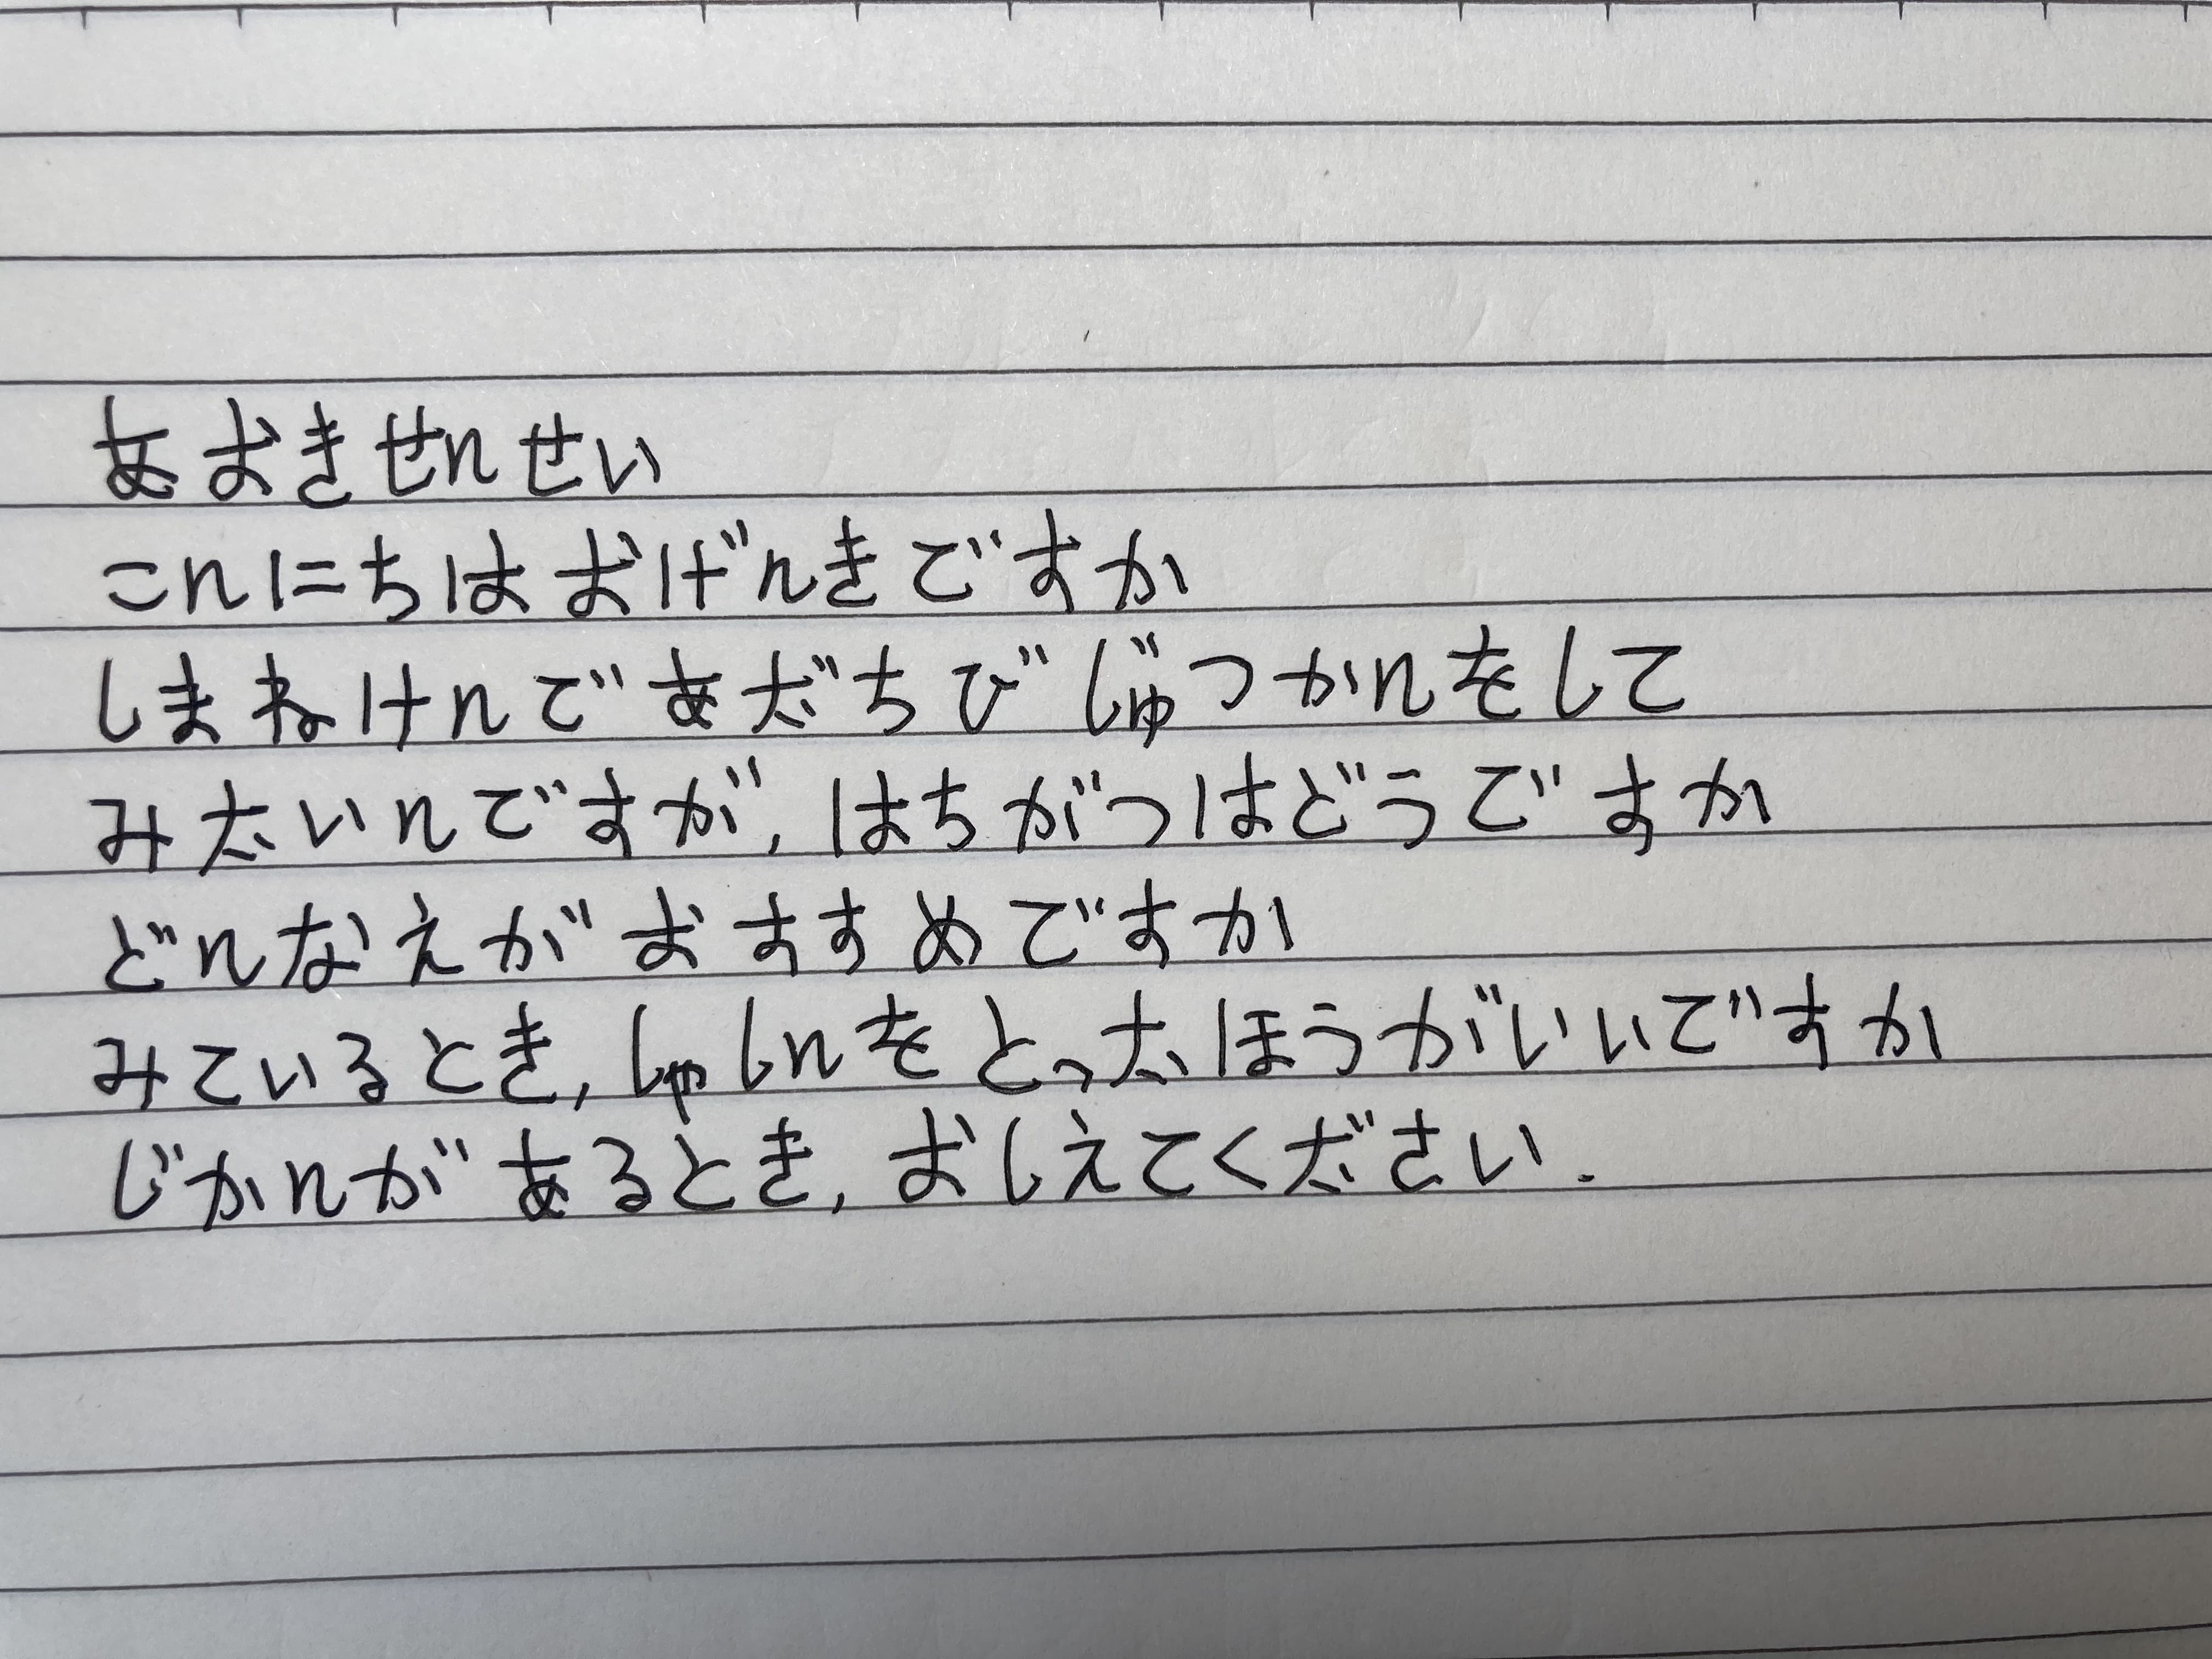 あおきせんせい
こんにちはおげんきですか
しまねけんであだちびじゅつかんをして
みたいんですが,はちがつはどうですか
どんなえがおすすめですか
みているとき,しゃしんをとったほうがいいですか
じかんがあるとき,おしえてください.